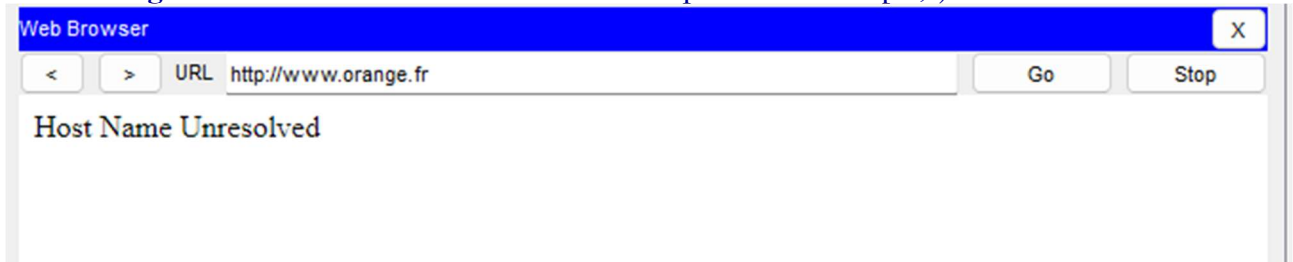 Web Browser X
< > URL http://www.orange.fr Go Stop
Host Name Unresolved